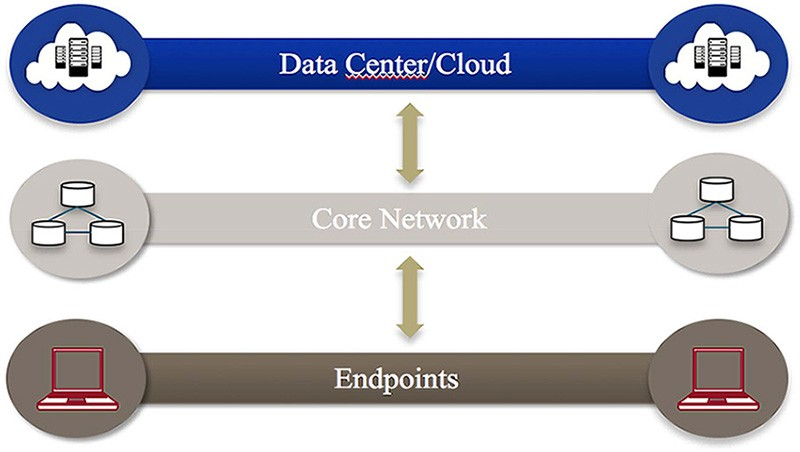 Data Center/Cloud
Core Network
Endpoints